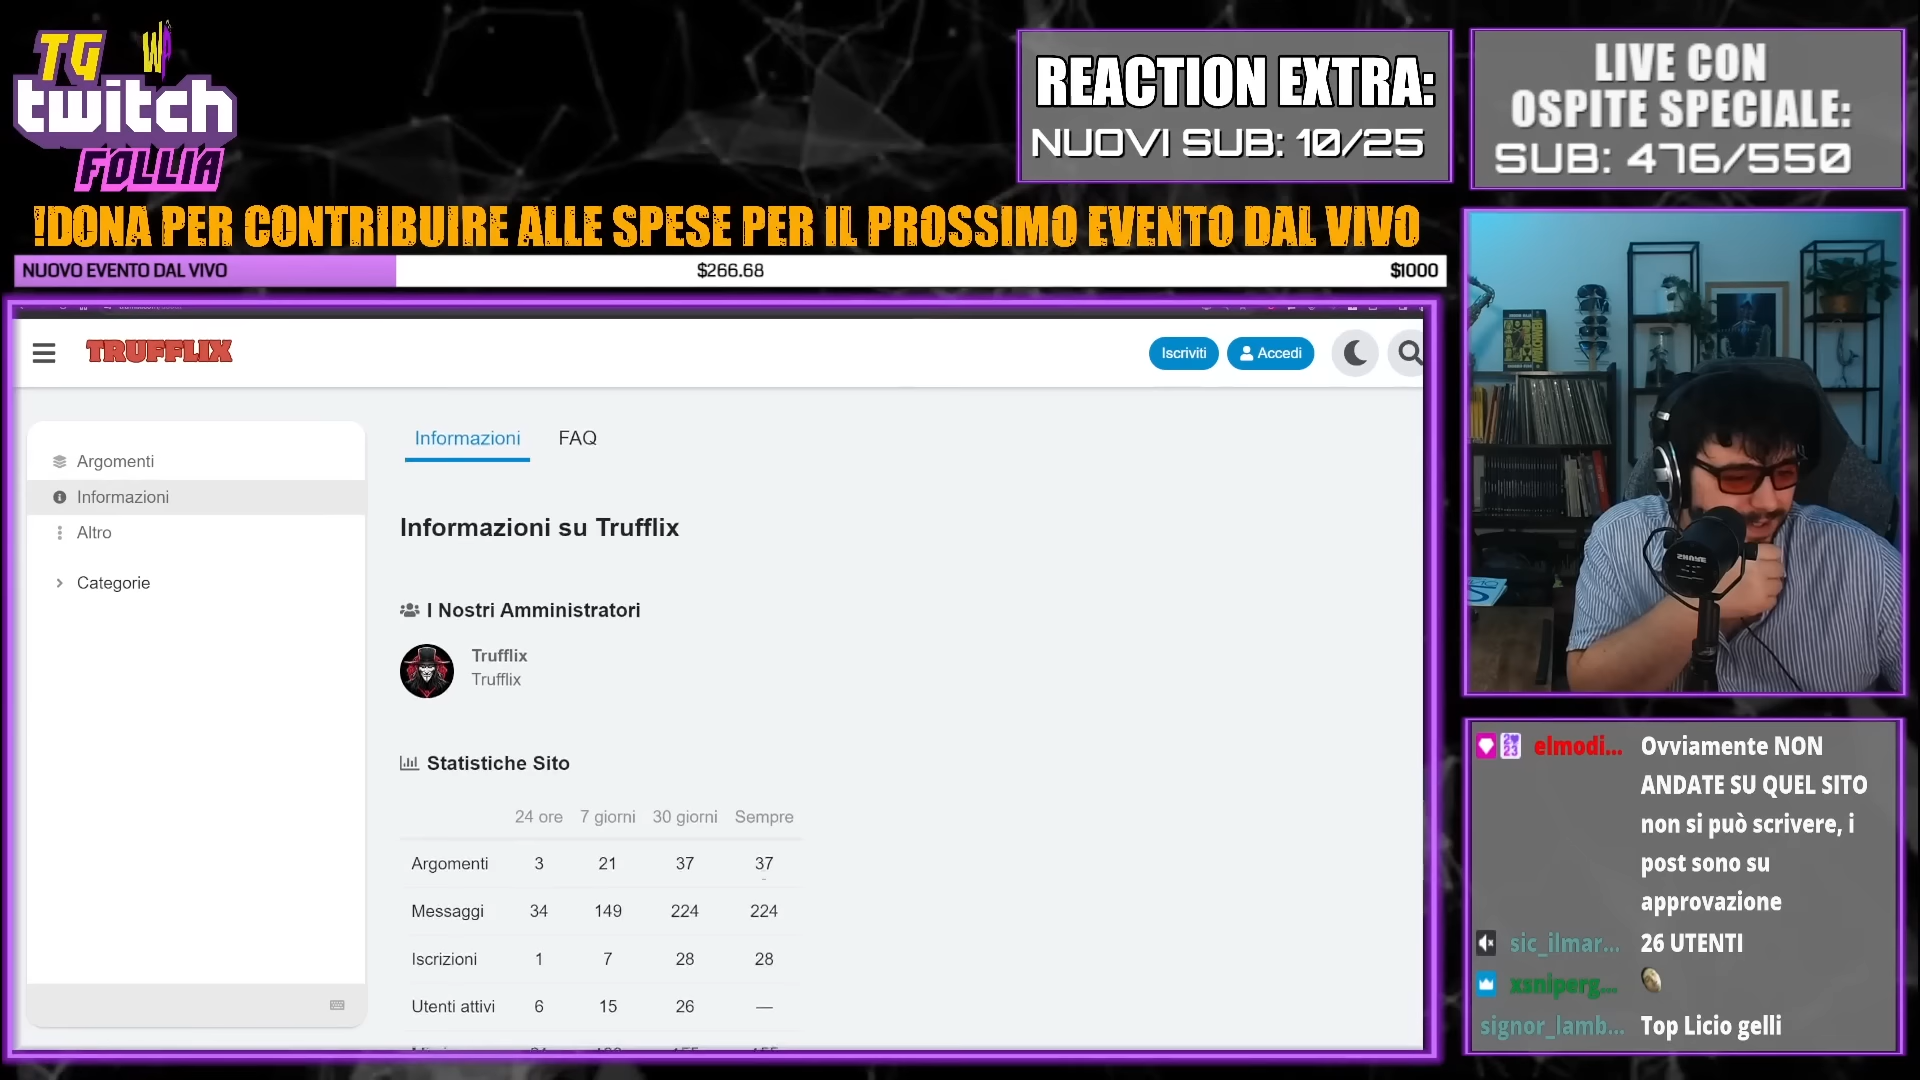 TG W
twitch
FOLLIA
REACTION EXTRA:
NUOVI SUB: 10/25
LIVE CON
OSPITE SPECIALE:
SUB: 476/550
!DONA PER CONTRIBUIRE ALLE SPESE PER IL PROSSIMO EVENTO DAL VIVO
NUOVO EVENTO DAL VIVO $266.68 $1000
TRUFFLIX
Iscriviti Accedi
Argomenti
Informazioni
Altro
Categorie
Informazioni FAQ
Informazioni su Trufflix
I Nostri Amministratori
Trufflix
Trufflix
Statistiche Sito
24 ore 7 giorni 30 giorni Sempre
Argomenti 3 21 37 37
Messaggi 34 149 224 224
Iscrizioni 1 7 28 28
Utenti attivi 6 15 26 —
SHURE
elmodi... Ovviamente NON
ANDATE SU QUEL SITO
non si può scrivere, i
post sono su
approvazione
sic_ilmar... 26 UTENTI
xsniperg...
signor_lamb... Top Licio gelli